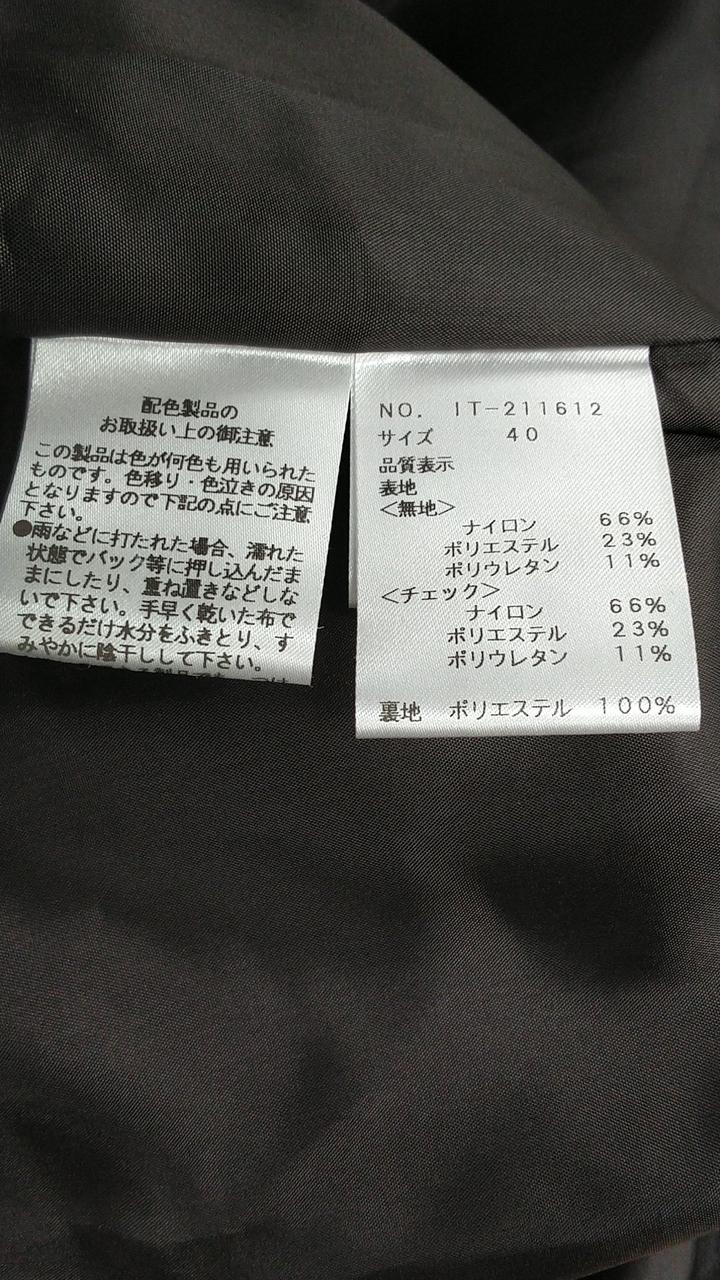 配色製品の
お取扱い上の御注意
この製品は色が何色も用いられた
ものです。色移り・色泣きの原因
となりますので下記の点にご注意
下さい。
●雨などに打たれた場合、濡れた
状態でバック等に押し込んだま
まにしたり、重ね置きなどしな
いで下さい。手早く乾いた布で
できるだけ水分をふきとり、す
みやかに陰干しして下さい。
NO. IT-211612
サイズ 40
品質表示
表地
<無地>
ナイロン 66%
ポリエステル 23%
ポリウレタン 11%
<チェック>
ナイロン 66%
ポリエステル 23%
ポリウレタン 11%
裏地 ポリエステル 100%